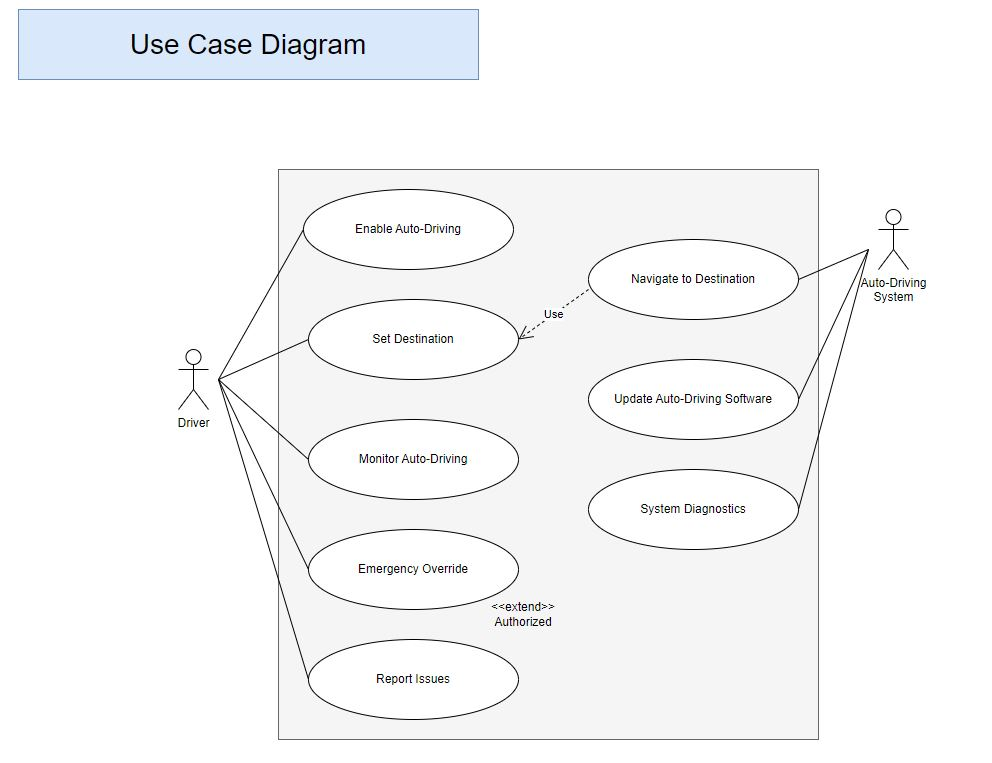 Use Case Diagram
Enable Auto-Driving
Navigate to Destination
Auto-Driving
System
Use
Set Destination
Driver
Update Auto-Driving Software
Monitor Auto-Driving
System Diagnostics
Emergency Override
<<extend>>
Authorized
Report Issues